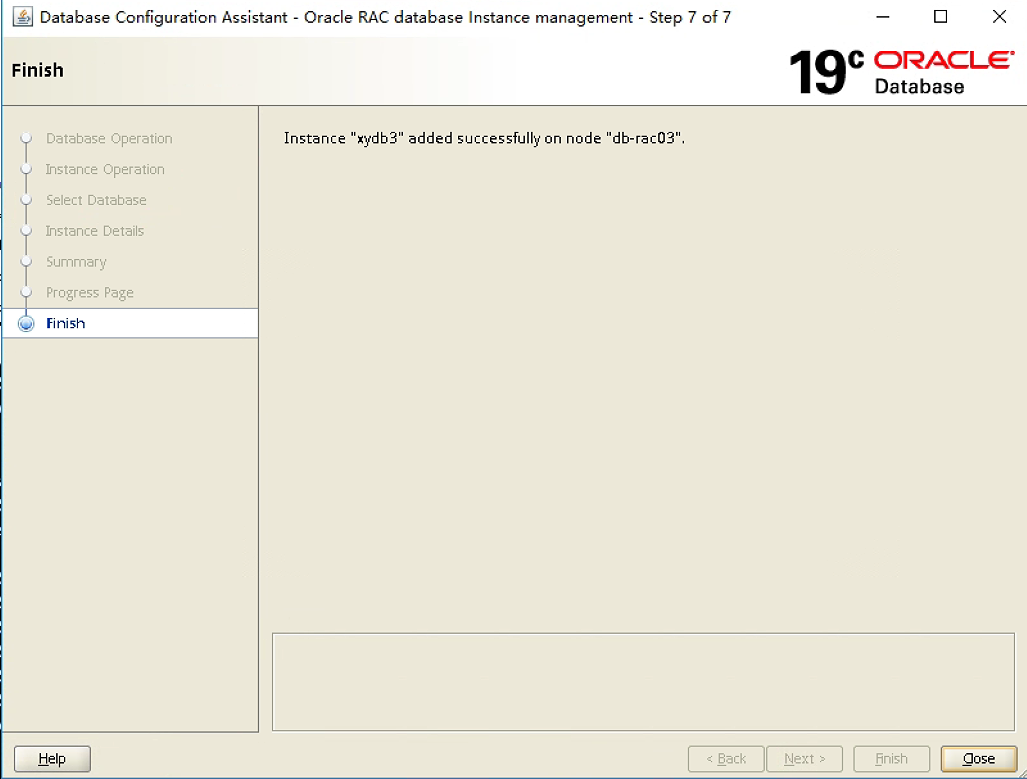 Database Configuration Assistant - Oracle RAC database Instance management - Step 7 of 7
Finish
19c ORACLE
Database
Database Operation
Instance Operation
Select Database
Instance Details
Summary
Progress Page
Finish
Instance "xydb3" added successfully on node "db-rac03".
Help
< Back
Next >
Finish
Close